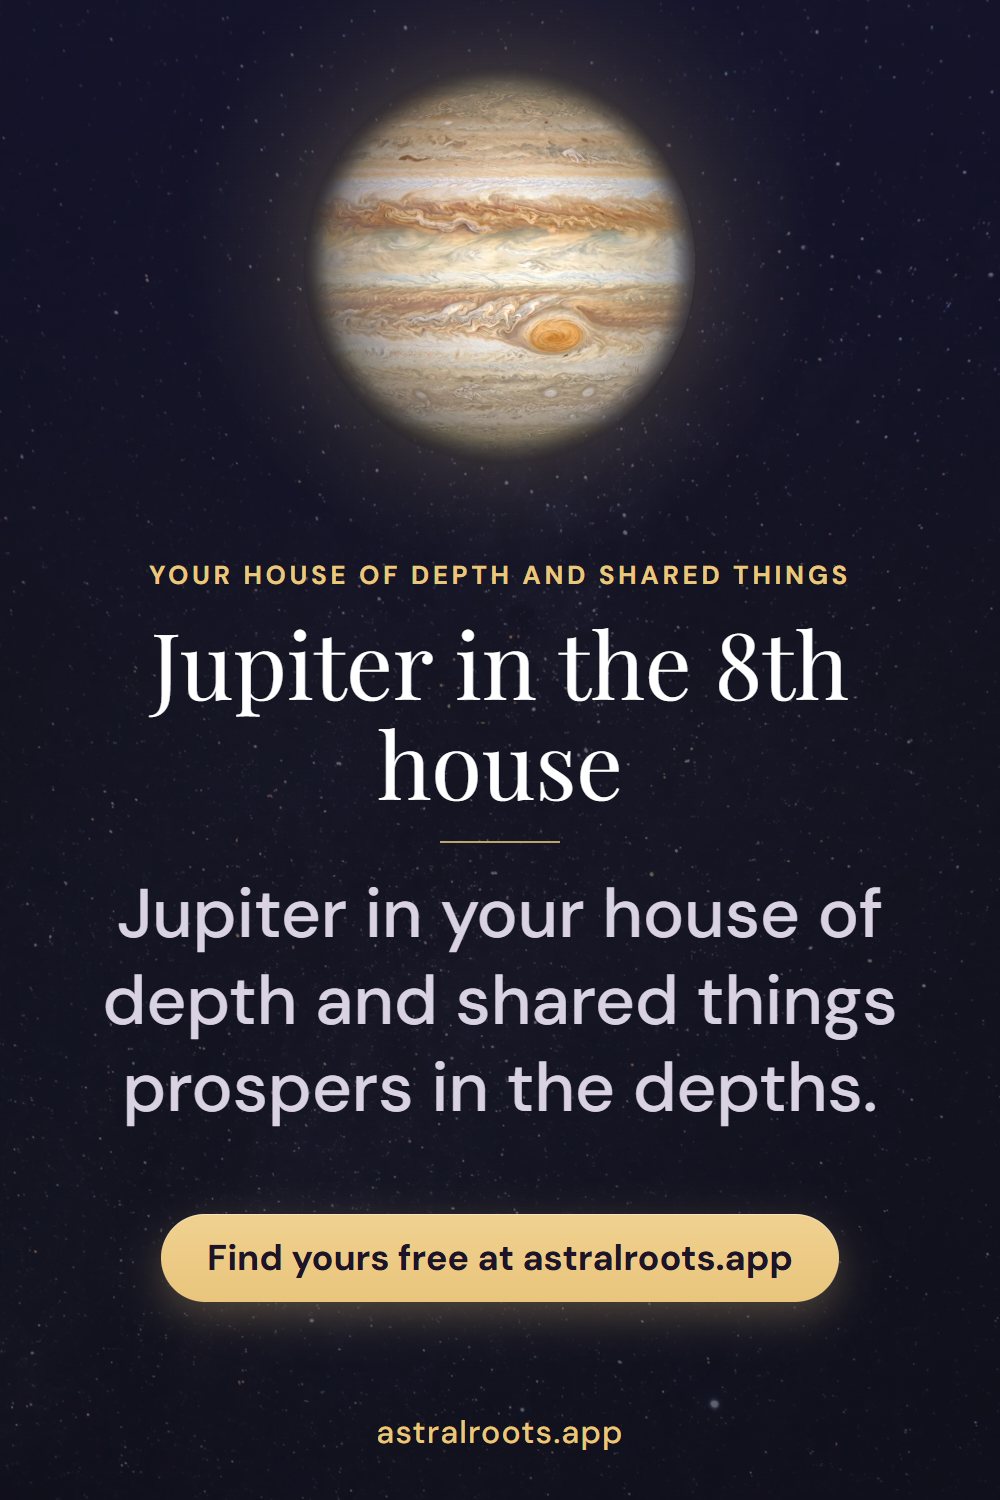 YOUR HOUSE OF DEPTH AND SHARED THINGS
Jupiter in the 8th
house
Jupiter in your house of
depth and shared things
prospers in the depths.
Find yours free at astralroots.app
astralroots.app